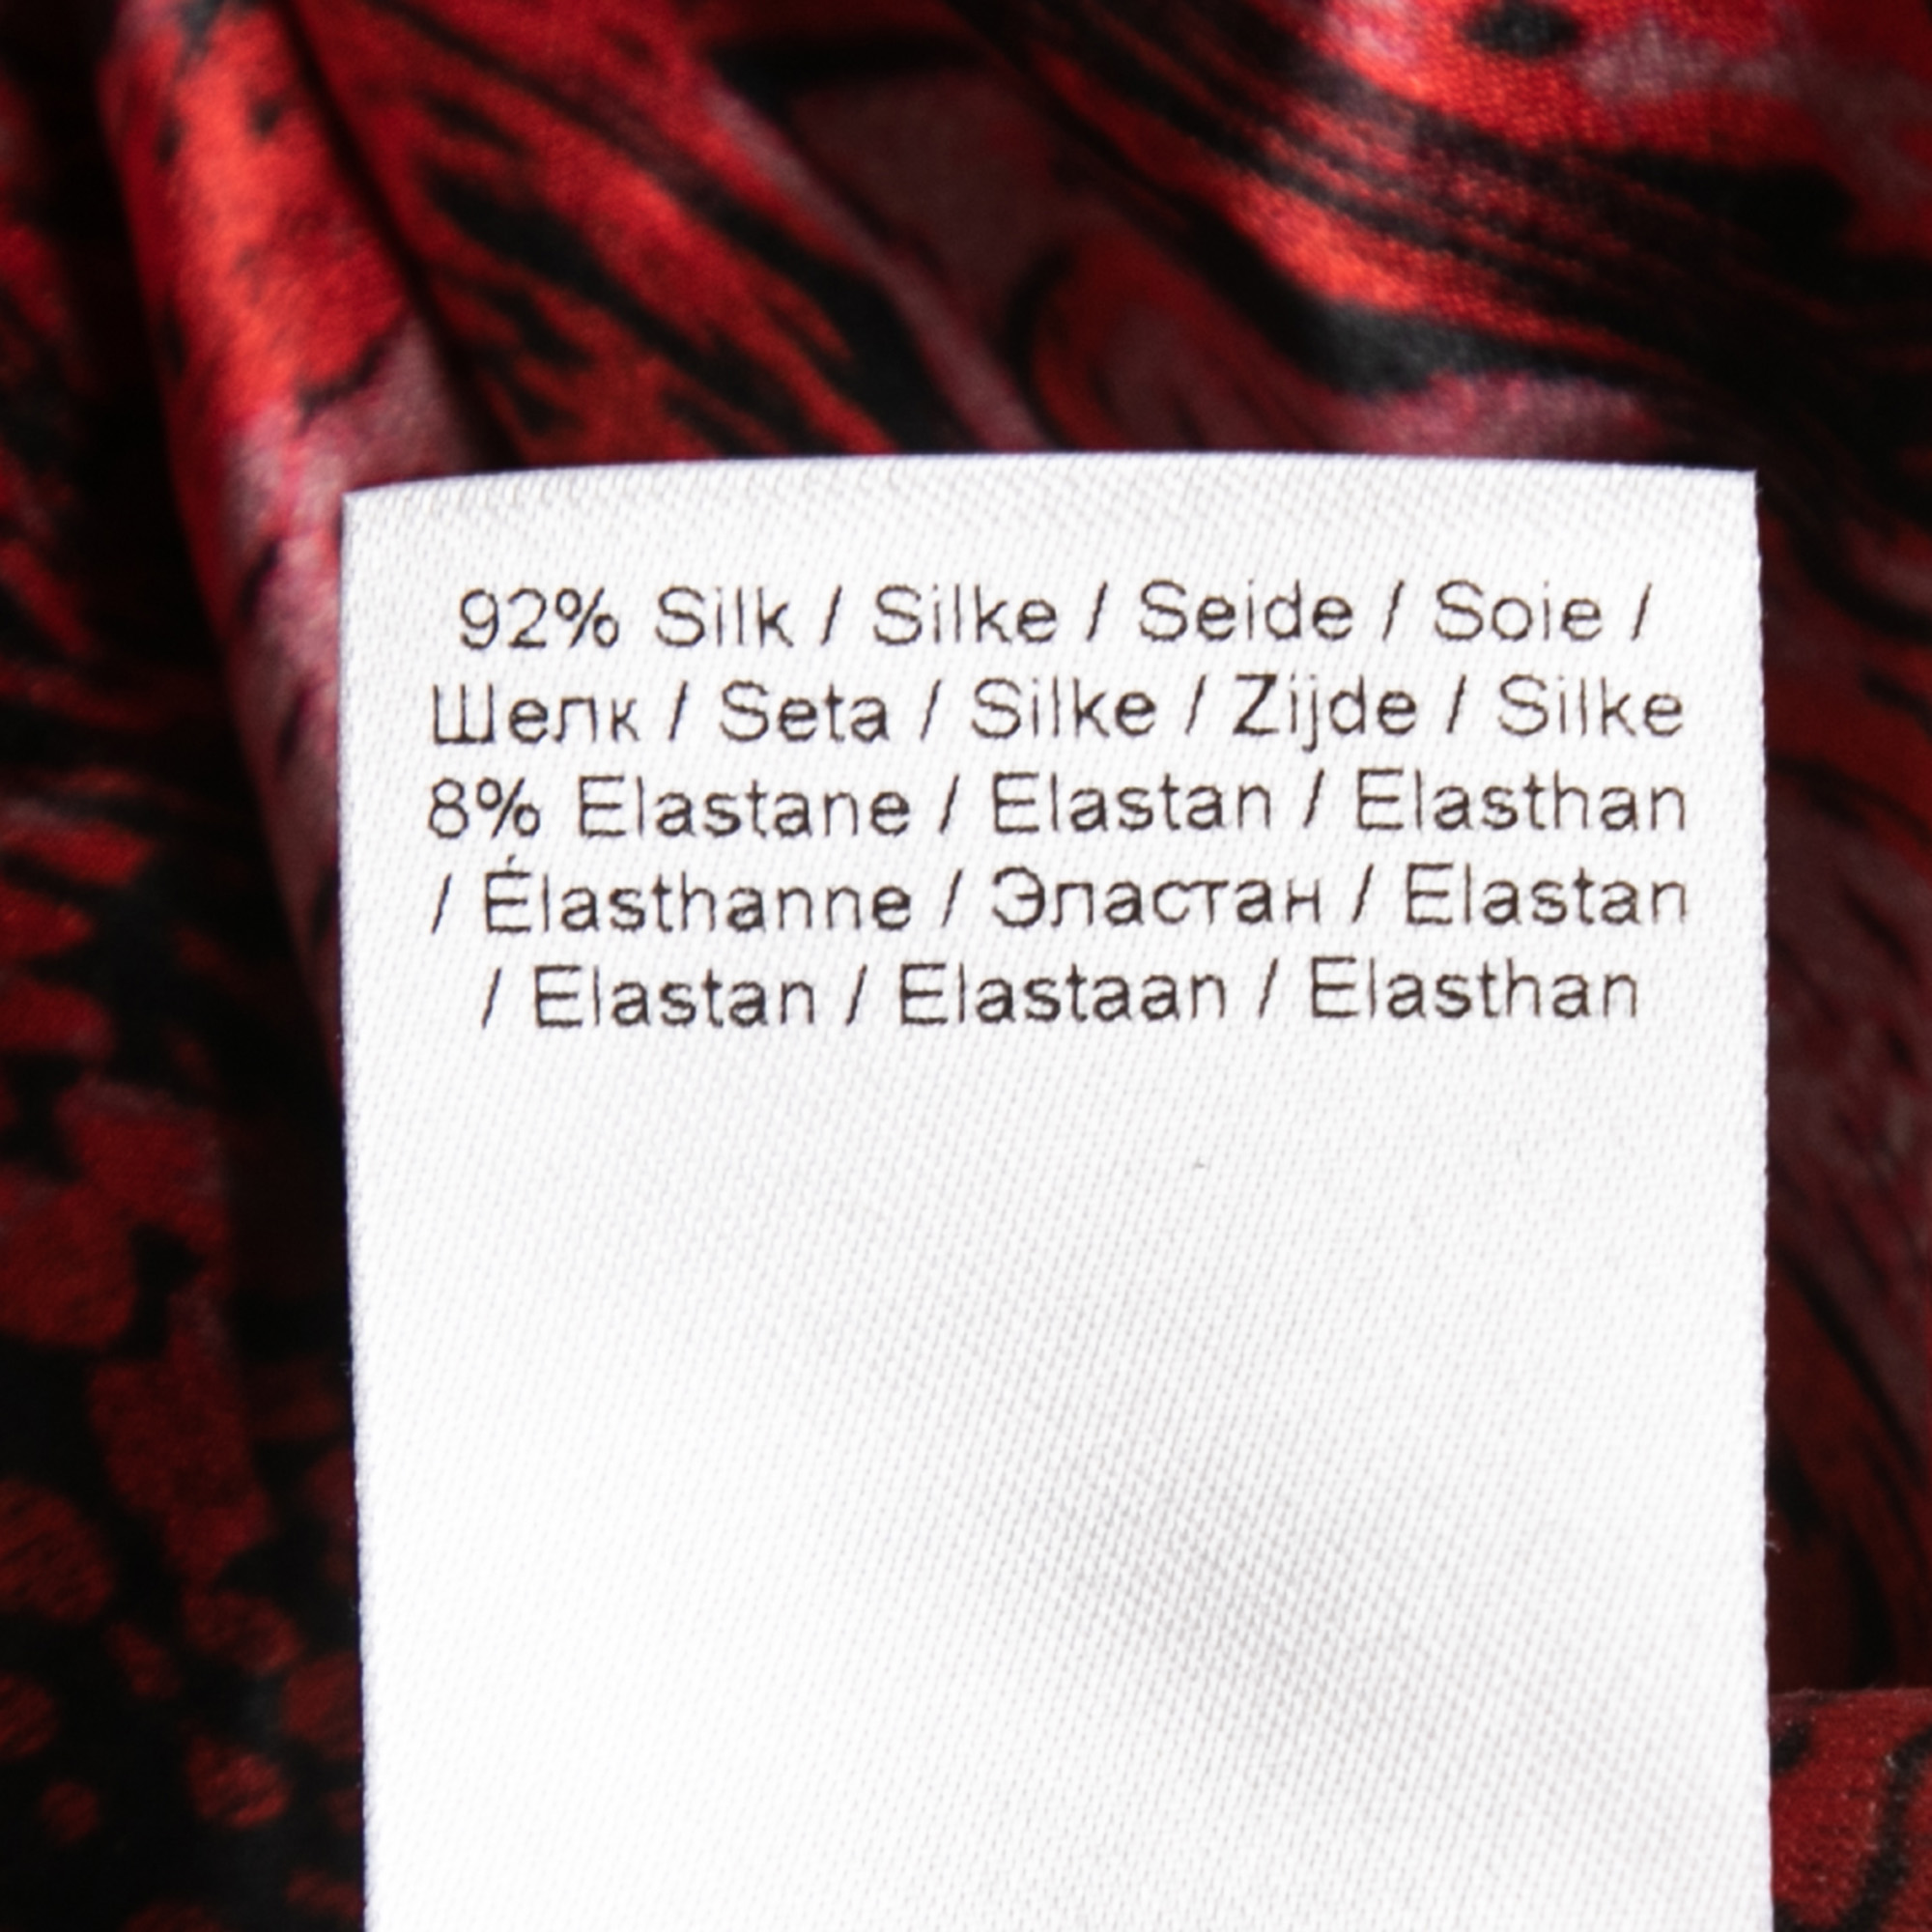 92% Silk / Silke / Seide / Soie /
Шелк / Seta / Silke / Zijde / Silke
8% Elastane / Elastan / Elasthan
/ Élasthanne / Эластан / Elastan
/ Elastan / Elastaan / Elasthan